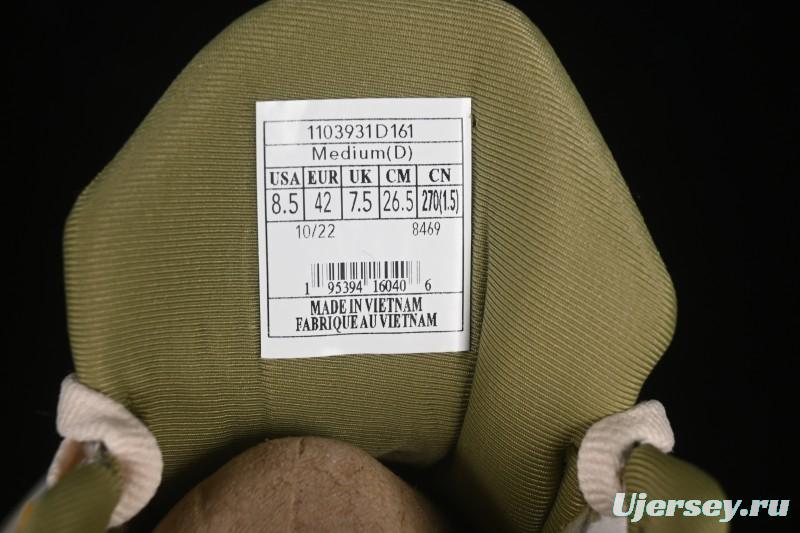 1103931D161
Medium(D)
USA EUR UK CM CN
8.5 42 7.5 26.5 270(1.5)
10/22 8469
1 95394 16040 6
MADE IN VIETNAM
FABRIQUE AU VIETNAM
Ujersey.ru